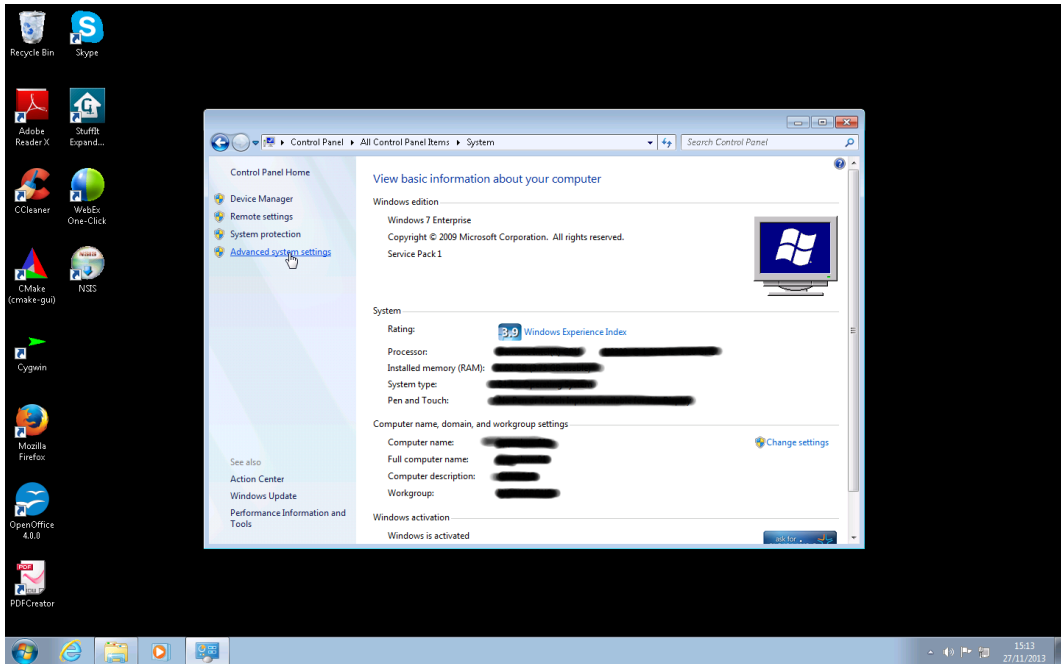 Recycle Bin
Skype
Adobe
Reader X
StuffIt
Expand...
CCleaner
WebEx
One-Click
CMake
(cmake-gui)
NSIS
Cygwin
Mozilla
Firefox
OpenOffice
4.0.0
PDF
PDFCreator
Control Panel All Control Panel Items System
Search Control Panel
Control Panel Home
Device Manager
Remote settings
System protection
Advanced system settings
See also
Action Center
Windows Update
Performance Information and
Tools
View basic information about your computer
Windows edition
Windows 7 Enterprise
Copyright © 2009 Microsoft Corporation. All rights reserved.
Service Pack 1
System
Rating:
3,9 Windows Experience Index
Processor:
Installed memory (RAM):
System type:
Pen and Touch:
Computer name, domain, and workgroup settings
Computer name:
Change settings
Full computer name:
Computer description:
Workgroup:
Windows activation
Windows is activated
ask for
15:13
27/11/2013